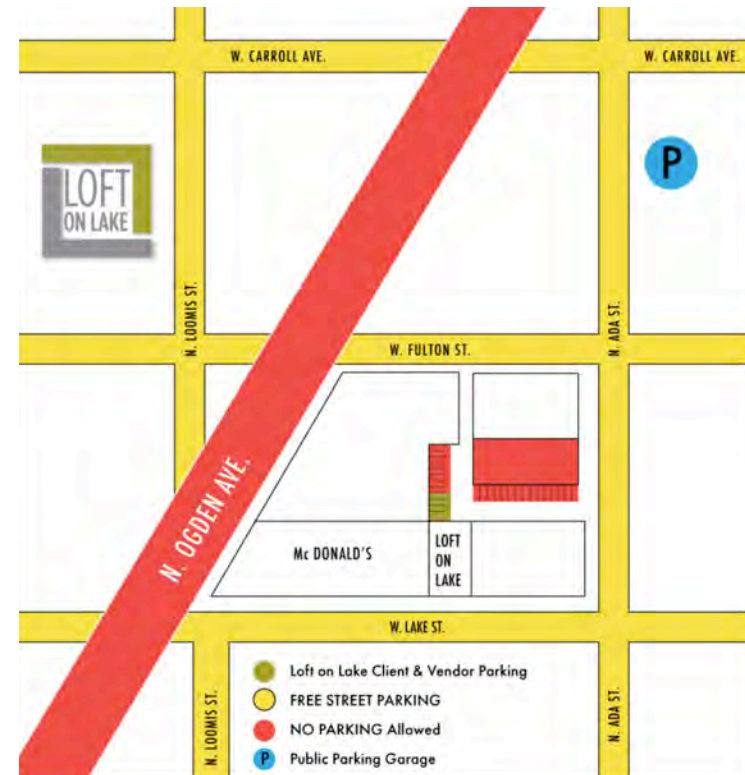 W. CARROLL AVE.
W. CARROLL AVE.
P
LOFT
ON LAKE
N. LOOMIS ST.
N. ADA ST.
W. FULTON ST.
N. OGDEN AVE.
Mc DONALD'S
LOFT
ON
LAKE
W. LAKE ST.
N. LOOMIS ST.
N. ADA ST.
Loft on Lake Client & Vendor Parking
FREE STREET PARKING
NO PARKING Allowed
P Public Parking Garage